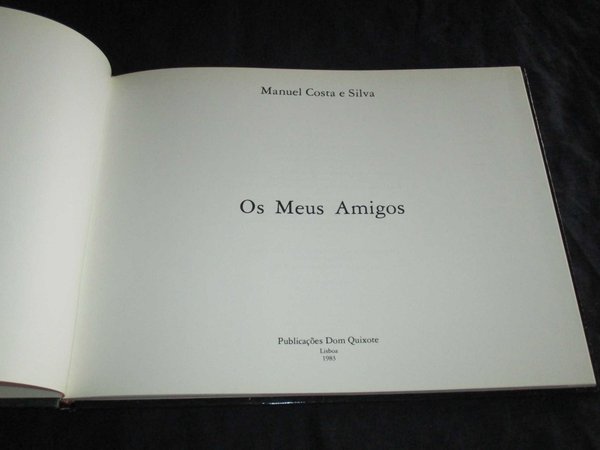 Manuel Costa e Silva
Os Meus Amigos
Publicações Dom Quixote
Lisboa
1983